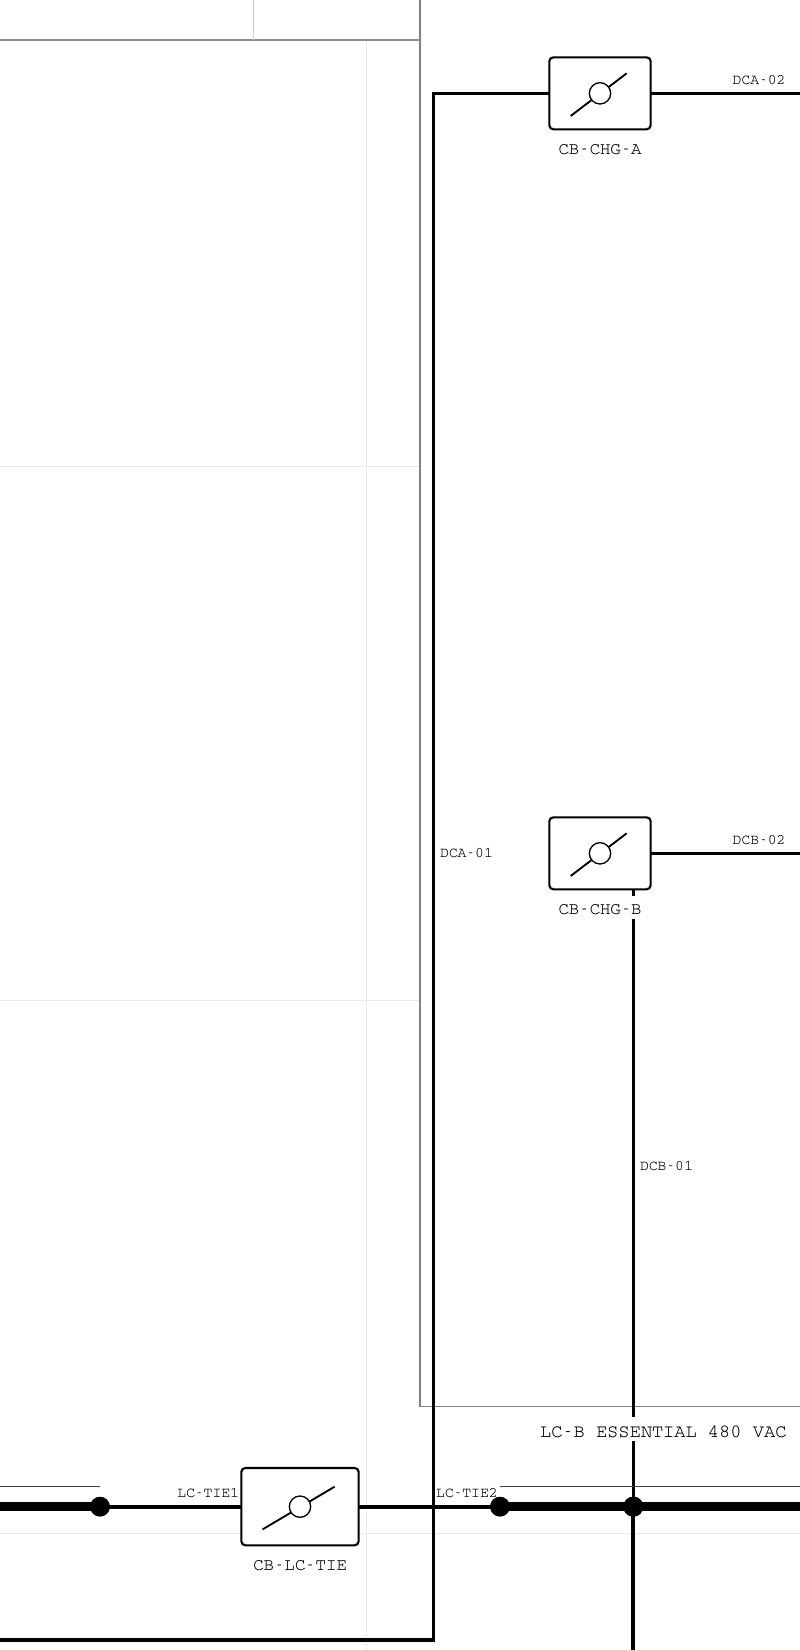 DCA-02
CB-CHG-A
DCB-02
DCA-01
CB-CHG-B
DCB-01
LC-B ESSENTIAL 480 VAC
LC-TIE1
LC-TIE2
CB-LC-TIE